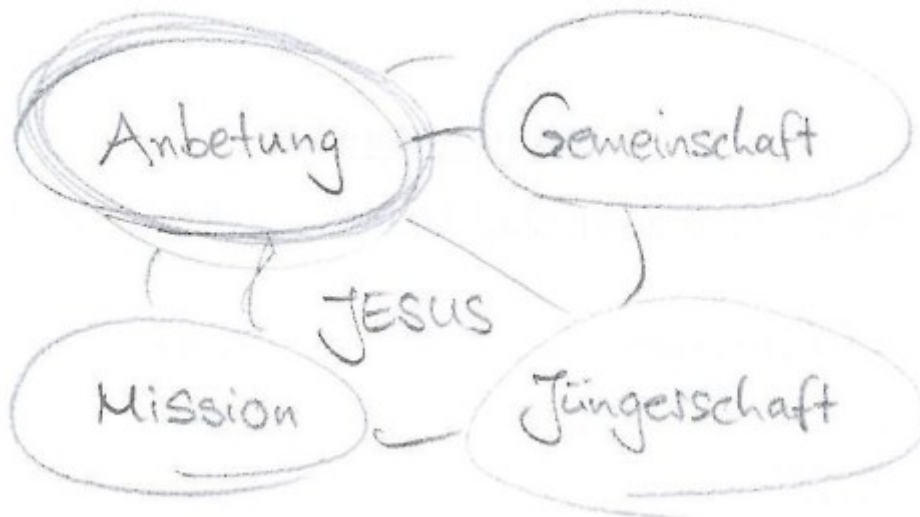 Anbetung
Gemeinschaft
JESUS
Mission
Jüngerschaft